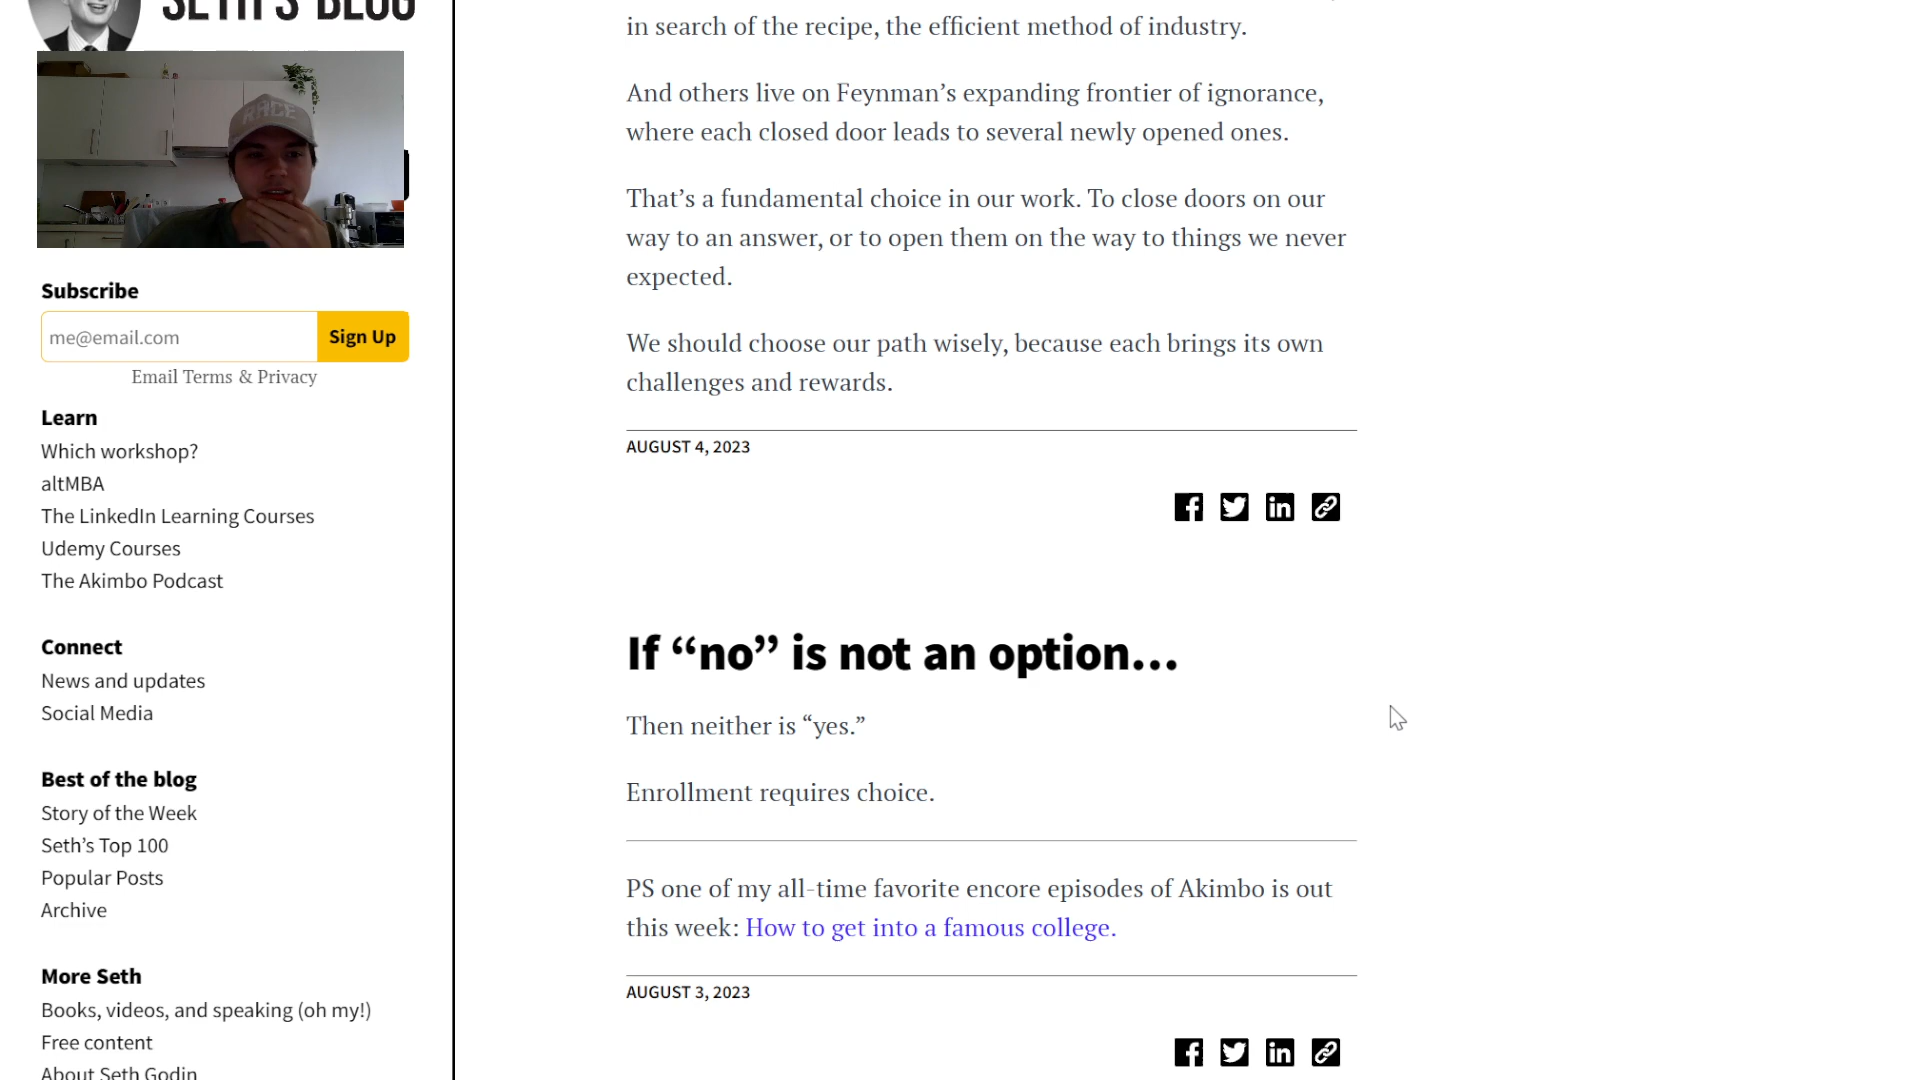 SETH'S BLOG
RACE
Subscribe
me@email.com
Sign Up
Email Terms & Privacy
Learn
Which workshop?
altMBA
The LinkedIn Learning Courses
Udemy Courses
The Akimbo Podcast
Connect
News and updates
Social Media
Best of the blog
Story of the Week
Seth’s Top 100
Popular Posts
Archive
More Seth
Books, videos, and speaking (oh my!)
Free content
About Seth Godin
in search of the recipe, the efficient method of industry.
And others live on Feynman’s expanding frontier of ignorance,
where each closed door leads to several newly opened ones.
That’s a fundamental choice in our work. To close doors on our
way to an answer, or to open them on the way to things we never
expected.
We should choose our path wisely, because each brings its own
challenges and rewards.
AUGUST 4, 2023
If “no” is not an option…
Then neither is “yes.”
Enrollment requires choice.
PS one of my all-time favorite encore episodes of Akimbo is out
this week: How to get into a famous college.
AUGUST 3, 2023